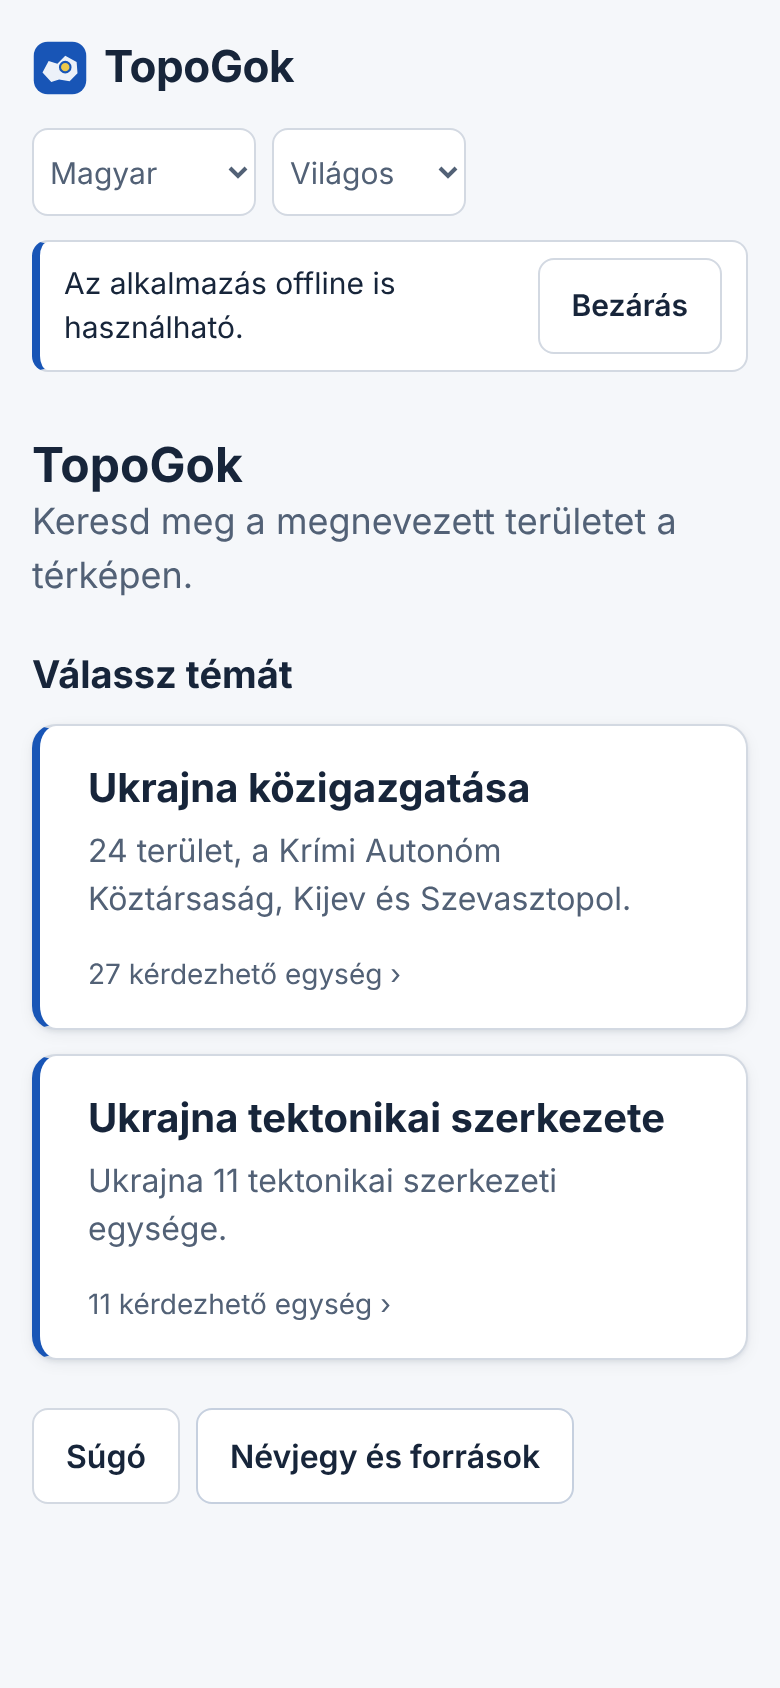 TopoGok
Magyar
Világos
Az alkalmazás offline is
használható.
Bezárás
TopoGok
Keresd meg a megnevezett területet a
térképen.
Válassz témát
Ukrajna közigazgatása
24 terület, a Krími Autonóm
Köztársaság, Kijev és Szevasztopol.
27 kérdezhető egység ›
Ukrajna tektonikai szerkezete
Ukrajna 11 tektonikai szerkezeti
egysége.
11 kérdezhető egység ›
Súgó
Névjegy és források